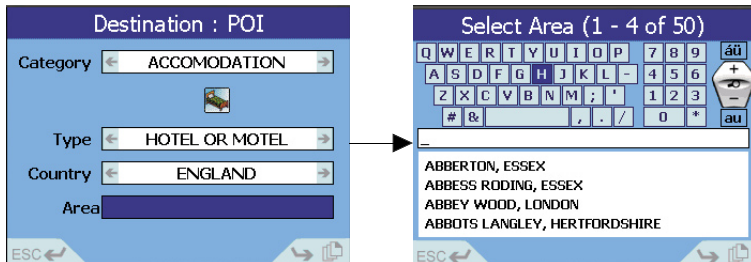 Destination : POI
Category ACCOMODATION
Type HOTEL OR MOTEL
Country ENGLAND
Area
ESC
Select Area (1 - 4 of 50)
Q W E R T Y U I O P 7 8 9 áü
A S D F G H J K L - 4 5 6 +
Z X C V B N M ; ' 1 2 3 −
# & , . / 0 * au
_
ABBERTON, ESSEX
ABBESS RODING, ESSEX
ABBEY WOOD, LONDON
ABBOTS LANGLEY, HERTFORDSHIRE
ESC